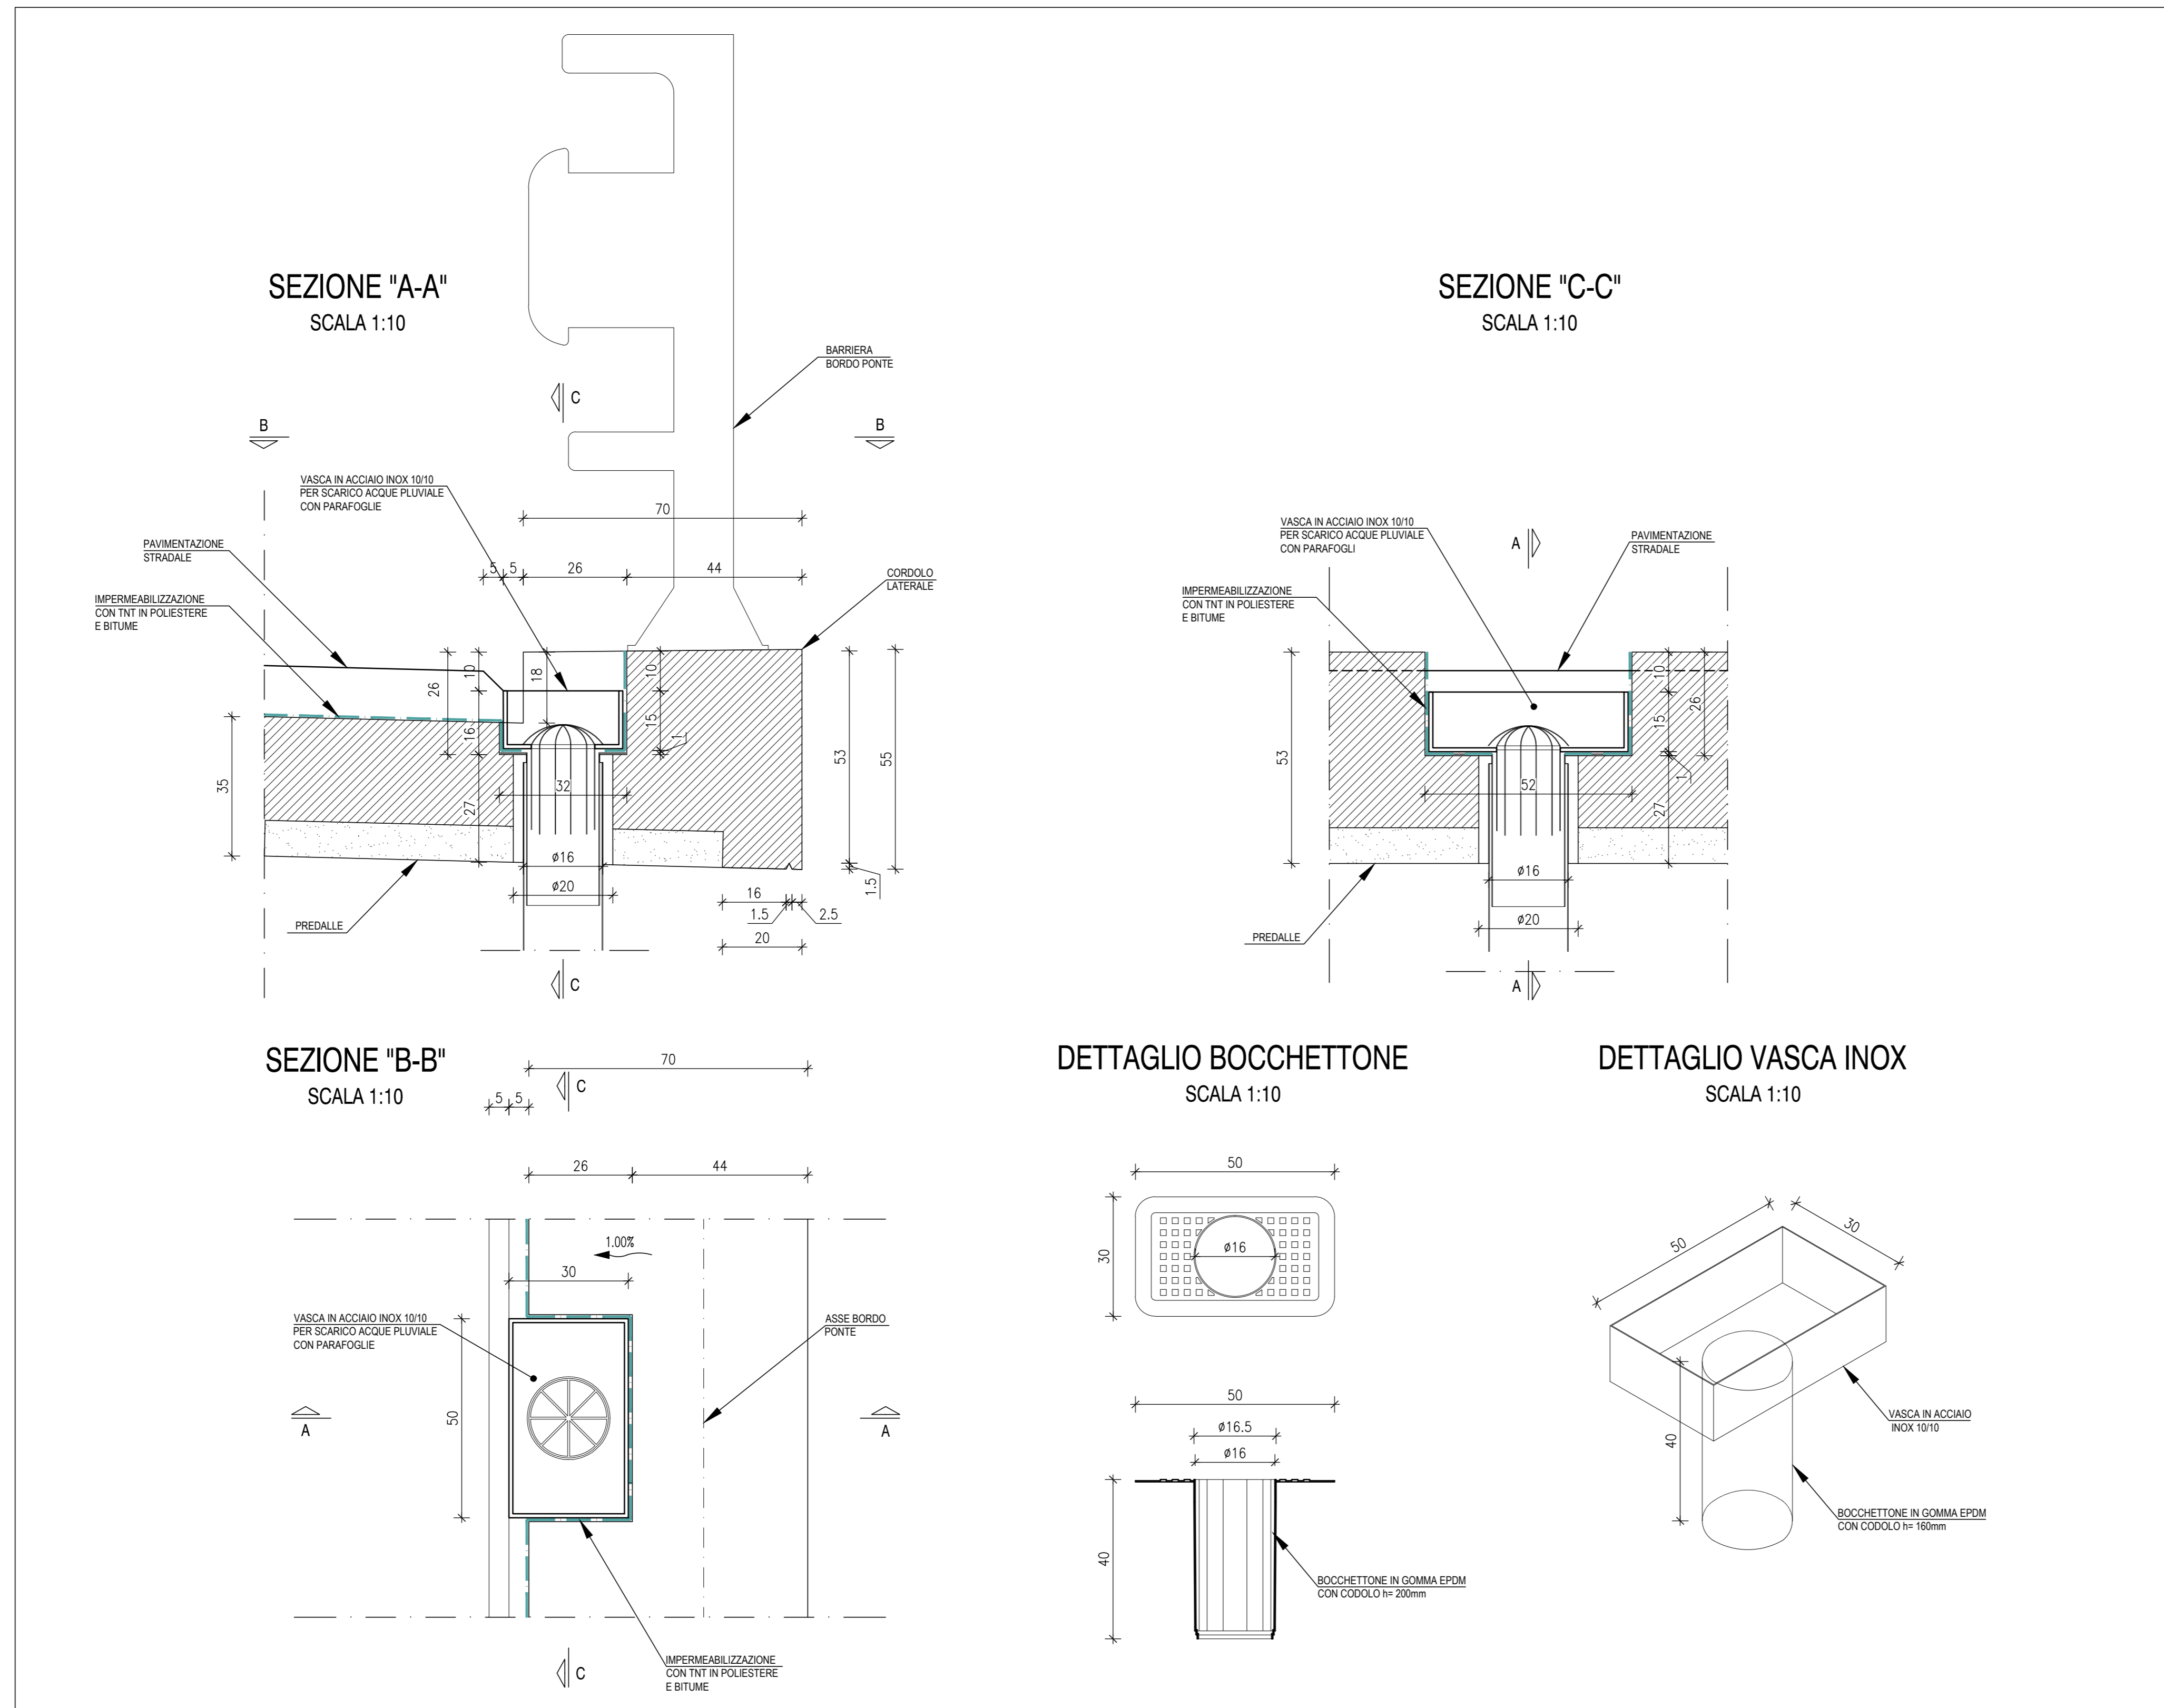 SEZIONE "A-A"
SCALA 1:10
BARRIERA
BORDO PONTE
C
B
B
VASCA IN ACCIAIO INOX 10/10
PER SCARICO ACQUE PLUVIALE
CON PARAFOGLIE
70
PAVIMENTAZIONE
STRADALE
5
5
26
44
CORDOLO
LATERALE
IMPERMEABILIZZAZIONE
CON TNT IN POLIESTERE
E BITUME
26
10
18
10
15
1
16
35
27
32
53
55
ø16
ø20
16
1.5
2.5
1.5
20
PREDALLE
C
SEZIONE "C-C"
SCALA 1:10
VASCA IN ACCIAIO INOX 10/10
PER SCARICO ACQUE PLUVIALE
CON PARAFOGLI
A
PAVIMENTAZIONE
STRADALE
IMPERMEABILIZZAZIONE
CON TNT IN POLIESTERE
E BITUME
10
15
26
1
53
52
27
ø16
ø20
PREDALLE
A
SEZIONE "B-B"
SCALA 1:10
70
C
5
5
26
44
1.00%
30
VASCA IN ACCIAIO INOX 10/10
PER SCARICO ACQUE PLUVIALE
CON PARAFOGLIE
ASSE BORDO
PONTE
50
A
A
IMPERMEABILIZZAZIONE
CON TNT IN POLIESTERE
E BITUME
C
DETTAGLIO BOCCHETTONE
SCALA 1:10
50
30
ø16
50
ø16.5
ø16
40
BOCCHETTONE IN GOMMA EPDM
CON CODOLO h= 200mm
DETTAGLIO VASCA INOX
SCALA 1:10
50
30
40
VASCA IN ACCIAIO
INOX 10/10
BOCCHETTONE IN GOMMA EPDM
CON CODOLO h= 160mm